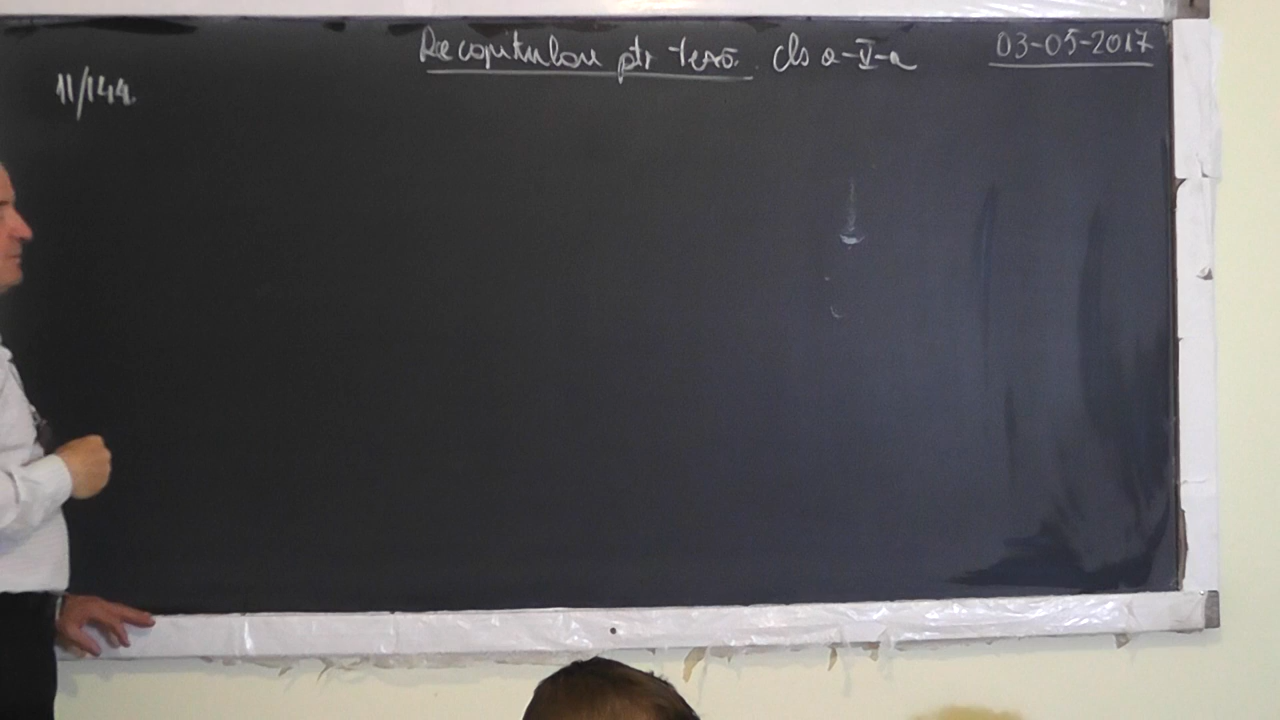 Recapitulare ptr teză. cls a-V-a 03-05-2017
11/144.